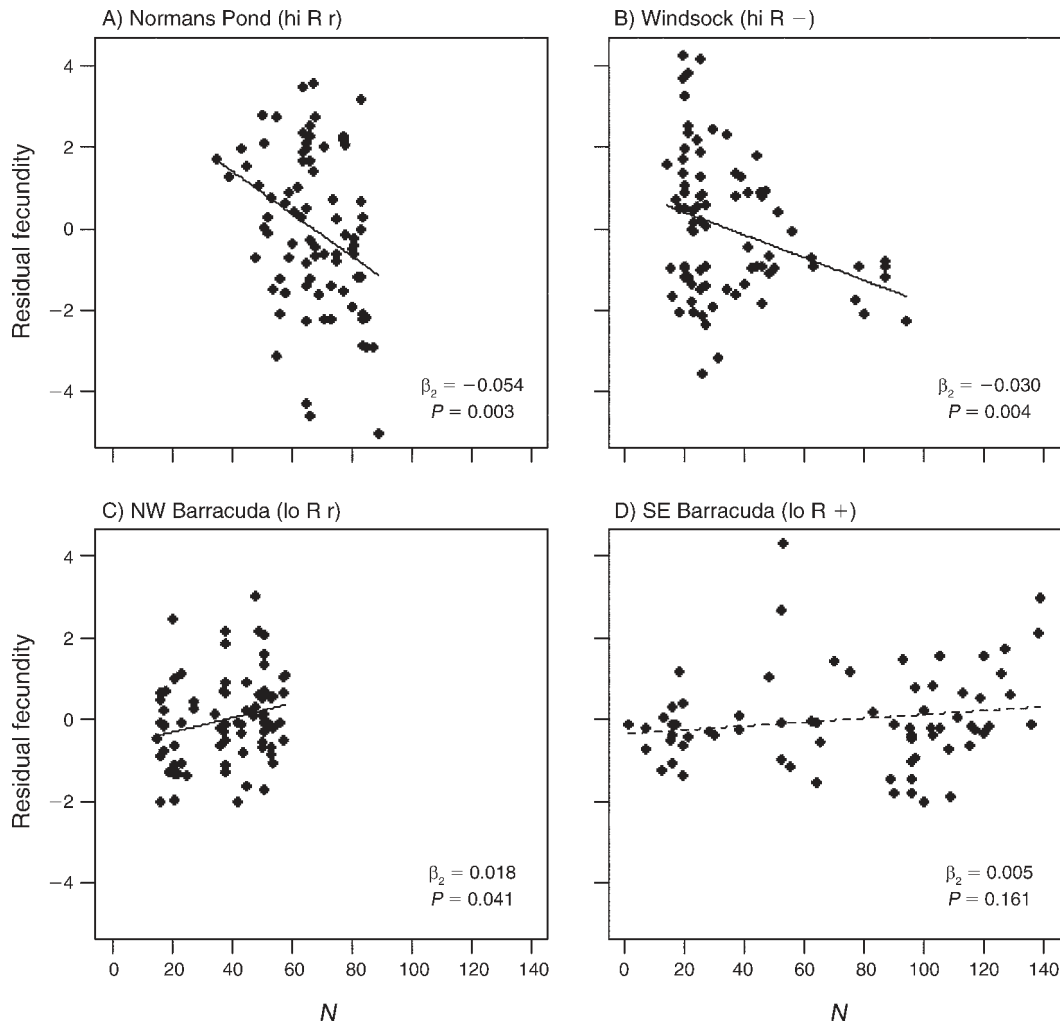 A) Normans Pond (hi R r)
B) Windsock (hi R −)
Residual fecundity
4
2
0
−2
−4
β₂ = −0.054
P = 0.003
β₂ = −0.030
P = 0.004
C) NW Barracuda (lo R r)
D) SE Barracuda (lo R +)
Residual fecundity
4
2
0
−2
−4
β₂ = 0.018
P = 0.041
β₂ = 0.005
P = 0.161
0 20 40 60 80 100 140
0 20 40 60 80 100 120 140
N
N